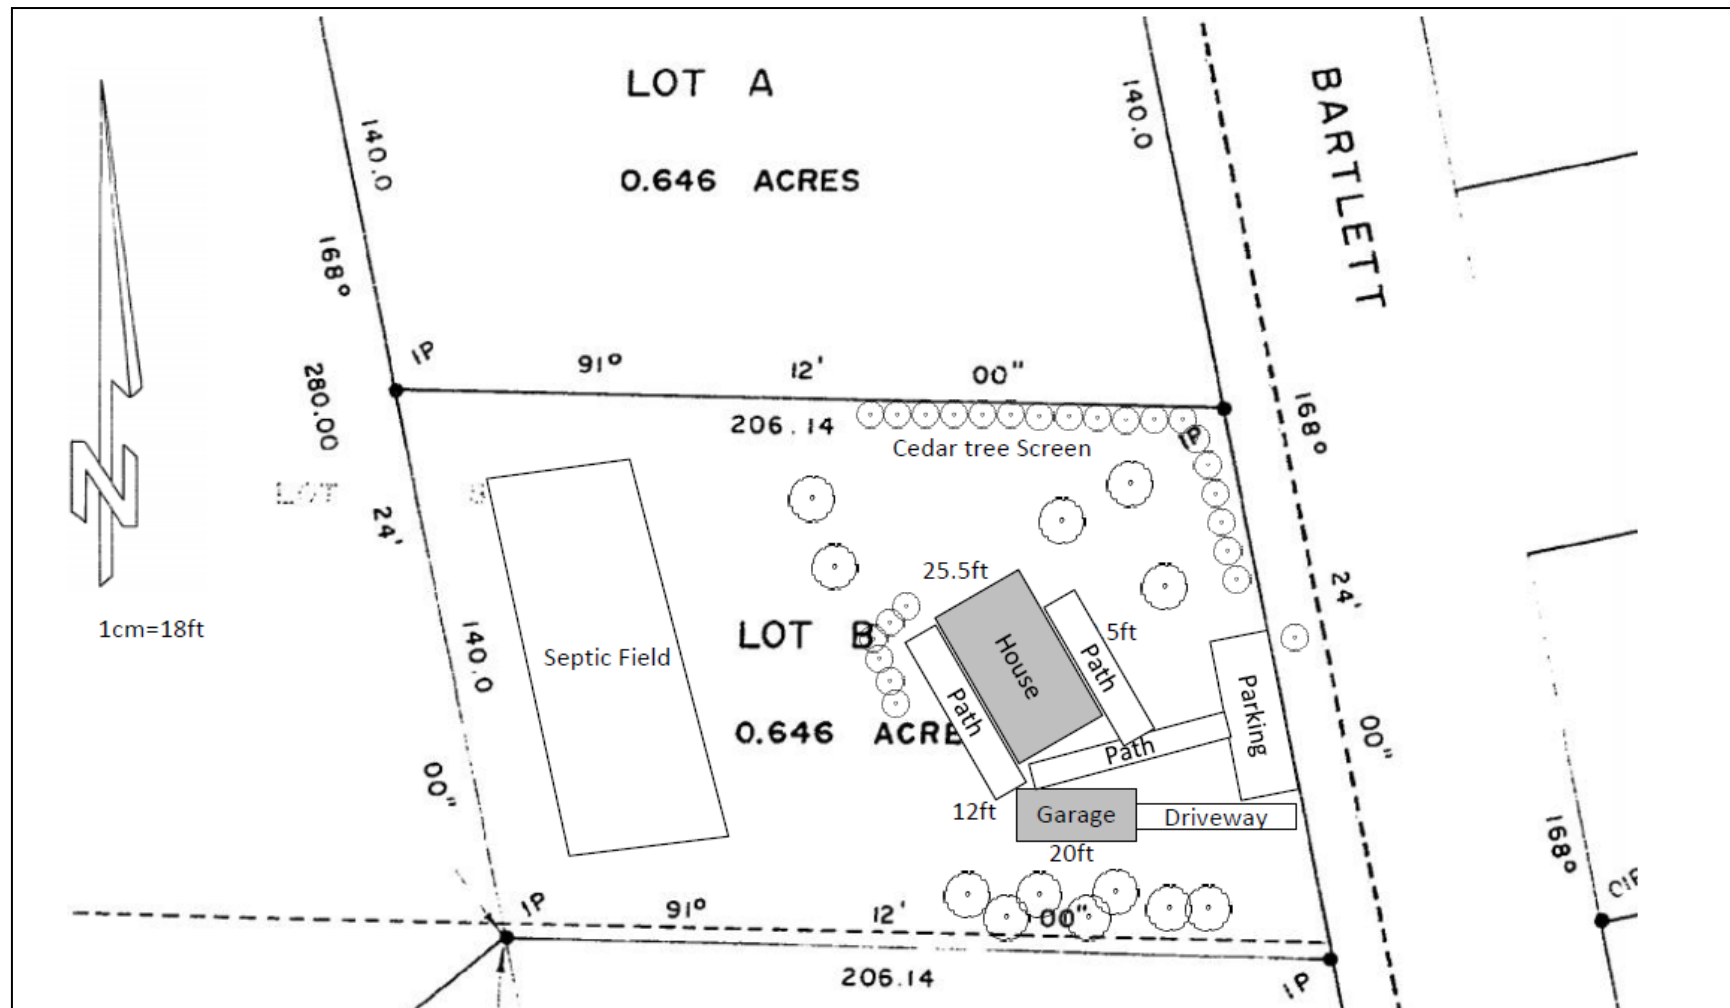 LOT A
0.646 ACRES
140.0
140.0
BARTLETT
168°
280.00
IP
91° 12' 00"
206.14
IP
168°
Cedar tree Screen
LOT
24'
N
1cm=18ft
25.5ft
24'
140.0
Septic Field
LOT B
House
5ft
Path
Path
Parking
0.646 ACRE
Path
00"
00"
12ft
Garage
Driveway
20ft
168°
IP
91° 12' 00"
206.14
IP